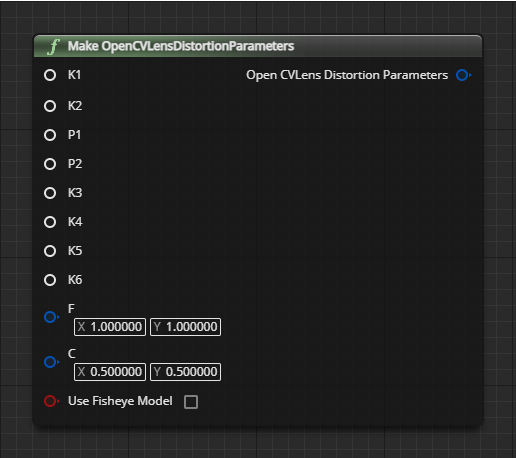 f Make OpenCVLensDistortionParameters
K1 Open CVLens Distortion Parameters
K2
P1
P2
K3
K4
K5
K6
F
X 1.000000 Y 1.000000
C
X 0.500000 Y 0.500000
Use Fisheye Model